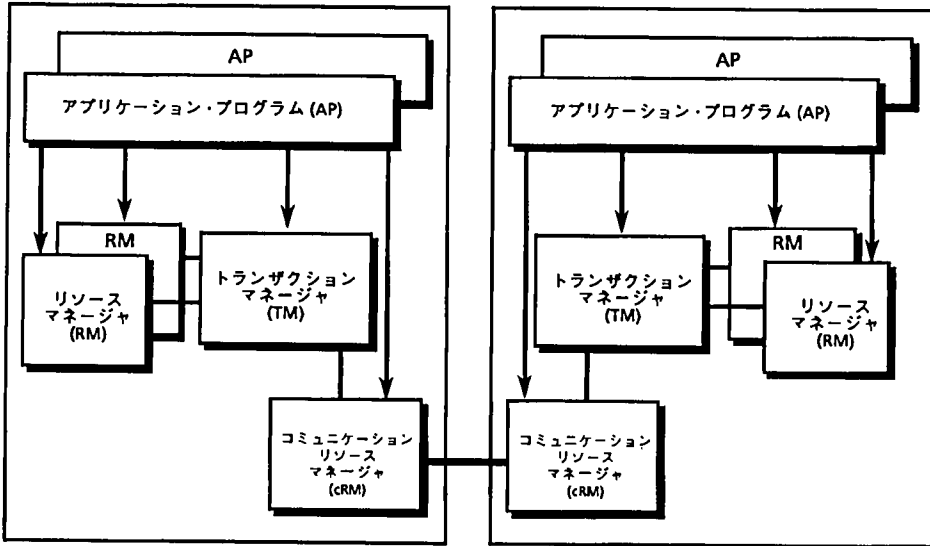 AP
アプリケーション・プログラム (AP)
RM
リソース
マネージャ
(RM)
トランザクション
マネージャ
(TM)
コミュニケーション
リソース
マネージャ
(cRM)
AP
アプリケーション・プログラム (AP)
トランザクション
マネージャ
(TM)
RM
リソース
マネージャ
(RM)
コミュニケーション
リソース
マネージャ
(cRM)